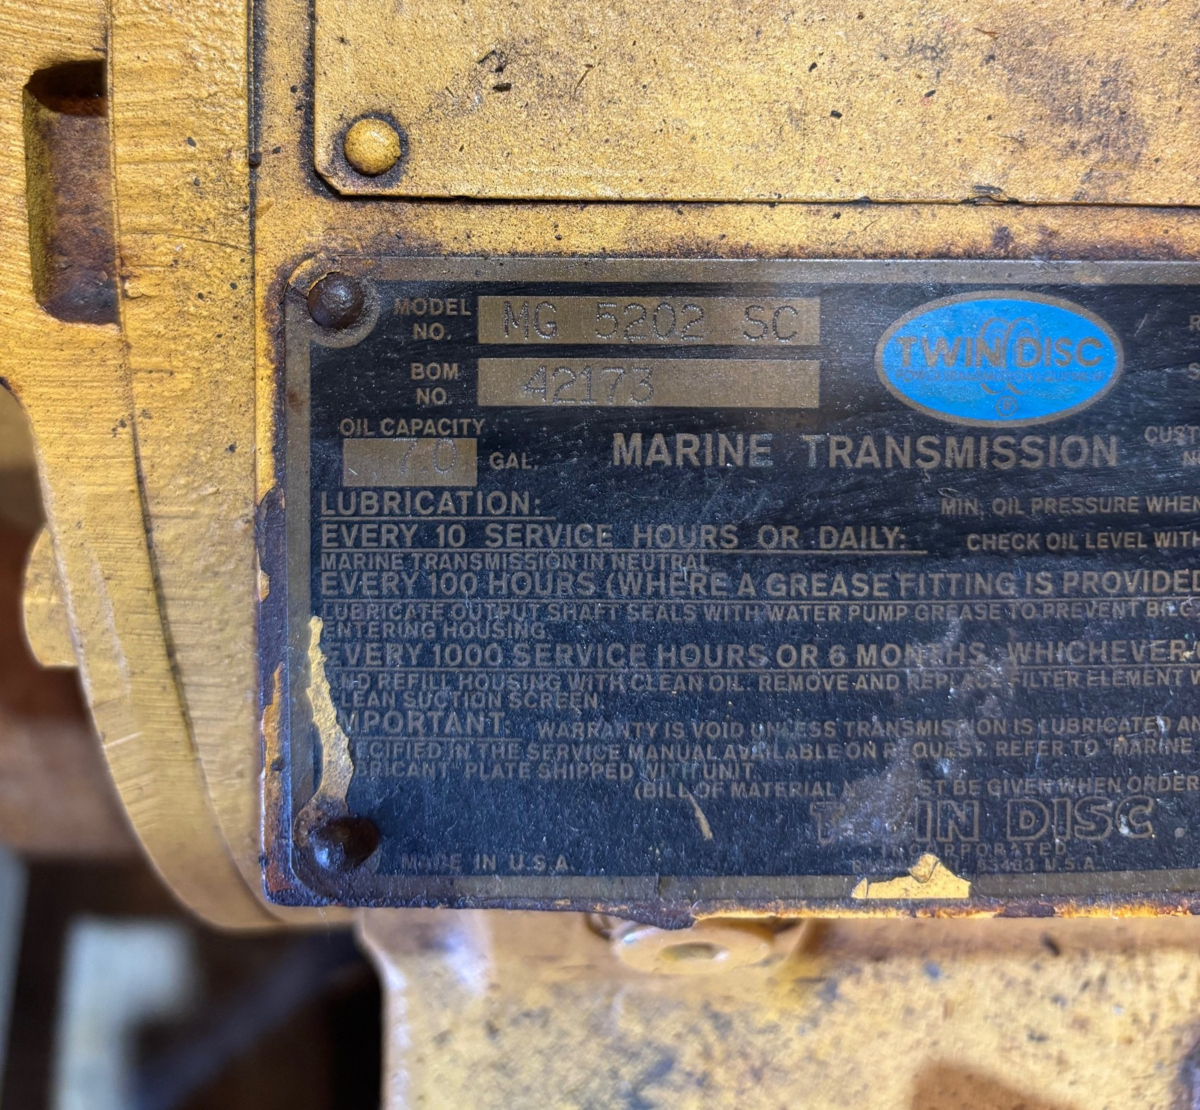 MODEL NO. MG 5202 SC
BOM NO. 42173
TWIN DISC
OIL CAPACITY
7.0 GAL.
MARINE TRANSMISSION
LUBRICATION: MIN. OIL PRESSURE
EVERY 10 SERVICE HOURS OR DAILY: CHECK OIL LEVEL WITH
MARINE TRANSMISSION IN NEUTRAL
EVERY 100 HOURS (WHERE A GREASE FITTING IS PROVIDED
LUBRICATE OUTPUT SHAFT SEALS WITH WATER PUMP GREASE TO PREVENT
ENTERING HOUSING.
EVERY 1000 SERVICE HOURS OR 6 MONTHS, WHICHEVER
REFILL HOUSING WITH CLEAN OIL. REMOVE AND REPLACE FILTER ELEMENT
SUCTION SCREEN.
IMPORTANT WARRANTY IS VOID UNLESS TRANSMISSION IS LUBRICATED
IN THE SERVICE MANUAL AVAILABLE ON REQUEST. REFER TO "MARINE
PLATE SHIPPED WITH UNIT.
(BILL OF MATERIAL BE GIVEN WHEN
TWIN DISC
INCORPORATED
MADE IN U.S.A. U.S.A.